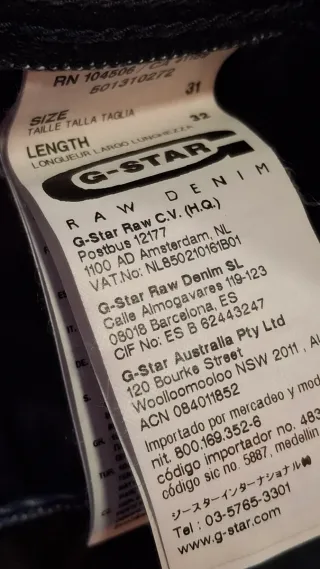 RN 104506 CA
501310272
SIZE 31
TAILLE TALLA TAGLIA
LENGTH 32
LONGUEUR LARGO LUNGHEZZA
G-STAR
RAW DENIM
G-Star Raw C.V. (H.Q.)
Postbus 12177
1100 AD Amsterdam, NL
VAT.No: NL850210161B01
G-Star Raw Denim SL
Calle Almogavares 119-123
08018 Barcelona, ES
CIF No: ES B 62443247
G-Star Australia Pty Ltd
120 Bourke Street
Woolloomooloo NSW 2011 , A
ACN 084011852
Importado por mercadeo y mod
nit. 800.169.352-6
código importador no. 483
código sic no. 5887, medellin
ジースターインターナショナル㈱
Tel : 03-5765-3301
www.g-star.com